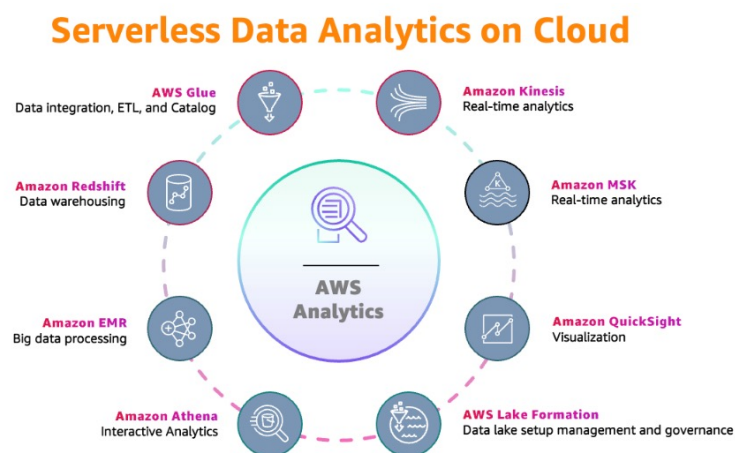 Serverless Data Analytics on Cloud
AWS Glue
Data integration, ETL, and Catalog
Amazon Kinesis
Real-time analytics
Amazon Redshift
Data warehousing
Amazon MSK
Real-time analytics
K
AWS
Analytics
Amazon EMR
Big data processing
Amazon QuickSight
Visualization
Amazon Athena
Interactive Analytics
AWS Lake Formation
Data lake setup management and governance